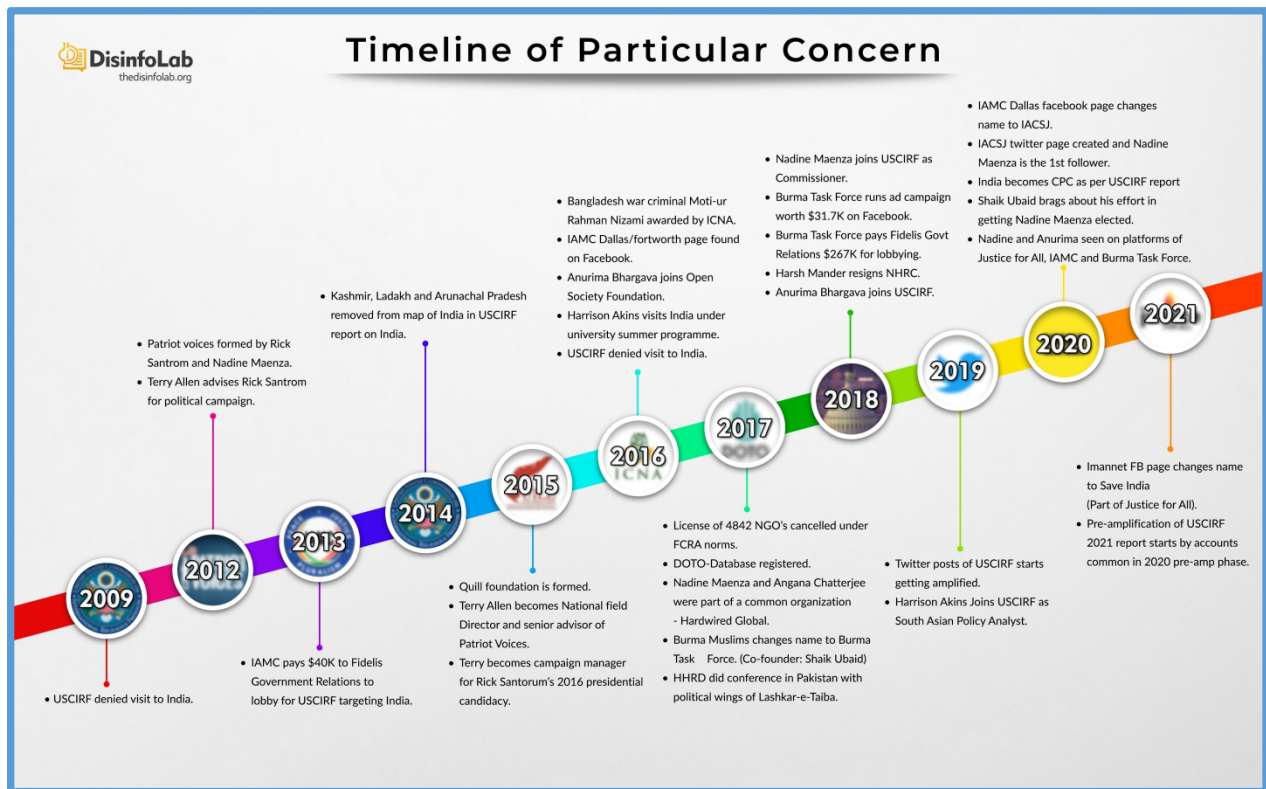 DisinfoLab
thedisinfolab.org
Timeline of Particular Concern
2009
• USCIRF denied visit to India.
2012
• Patriot voices formed by Rick
Santrom and Nadine Maenza.
• Terry Allen advises Rick Santrom
for political campaign.
2013
• IAMC pays $40K to Fidelis
Government Relations to
lobby for USCIRF targeting India.
2014
• Kashmir, Ladakh and Arunachal Pradesh
removed from map of India in USCIRF
report on India.
2015
• Quill foundation is formed.
• Terry Allen becomes National field
Director and senior advisor of
Patriot Voices.
• Terry becomes campaign manager
for Rick Santorum's 2016 presidential
candidacy.
2016
ICNA
• Bangladesh war criminal Moti-ur
Rahman Nizami awarded by ICNA.
• IAMC Dallas/fortworth page found
on Facebook.
• Anurima Bhargava joins Open
Society Foundation.
• Harrison Akins visits India under
university summer programme.
• USCIRF denied visit to India.
2017
DOTO
• License of 4842 NGO's cancelled under
FCRA norms.
• DOTO-Database registered.
• Nadine Maenza and Angana Chatterjee
were part of a common organization
- Hardwired Global.
• Burma Muslims changes name to Burma
Task Force. (Co-founder: Shaik Ubaid)
• HHRD did conference in Pakistan with
political wings of Lashkar-e-Taiba.
2018
• Nadine Maenza joins USCIRF as
Commissioner.
• Burma Task Force runs ad campaign
worth $31.7K on Facebook.
• Burma Task Force pays Fidelis Govt
Relations $267K for lobbying.
• Harsh Mander resigns NHRC.
• Anurima Bhargava joins USCIRF.
2019
• Twitter posts of USCIRF starts
getting amplified.
• Harrison Akins Joins USCIRF as
South Asian Policy Analyst.
2020
• IAMC Dallas facebook page changes
name to IACSJ.
• IACSJ twitter page created and Nadine
Maenza is the 1st follower.
• India becomes CPC as per USCIRF report
• Shaik Ubaid brags about his effort in
getting Nadine Maenza elected.
• Nadine and Anurima seen on platforms of
Justice for All, IAMC and Burma Task Force.
2021
• Imannet FB page changes name
to Save India
(Part of Justice for All).
• Pre-amplification of USCIRF
2021 report starts by accounts
common in 2020 pre-amp phase.